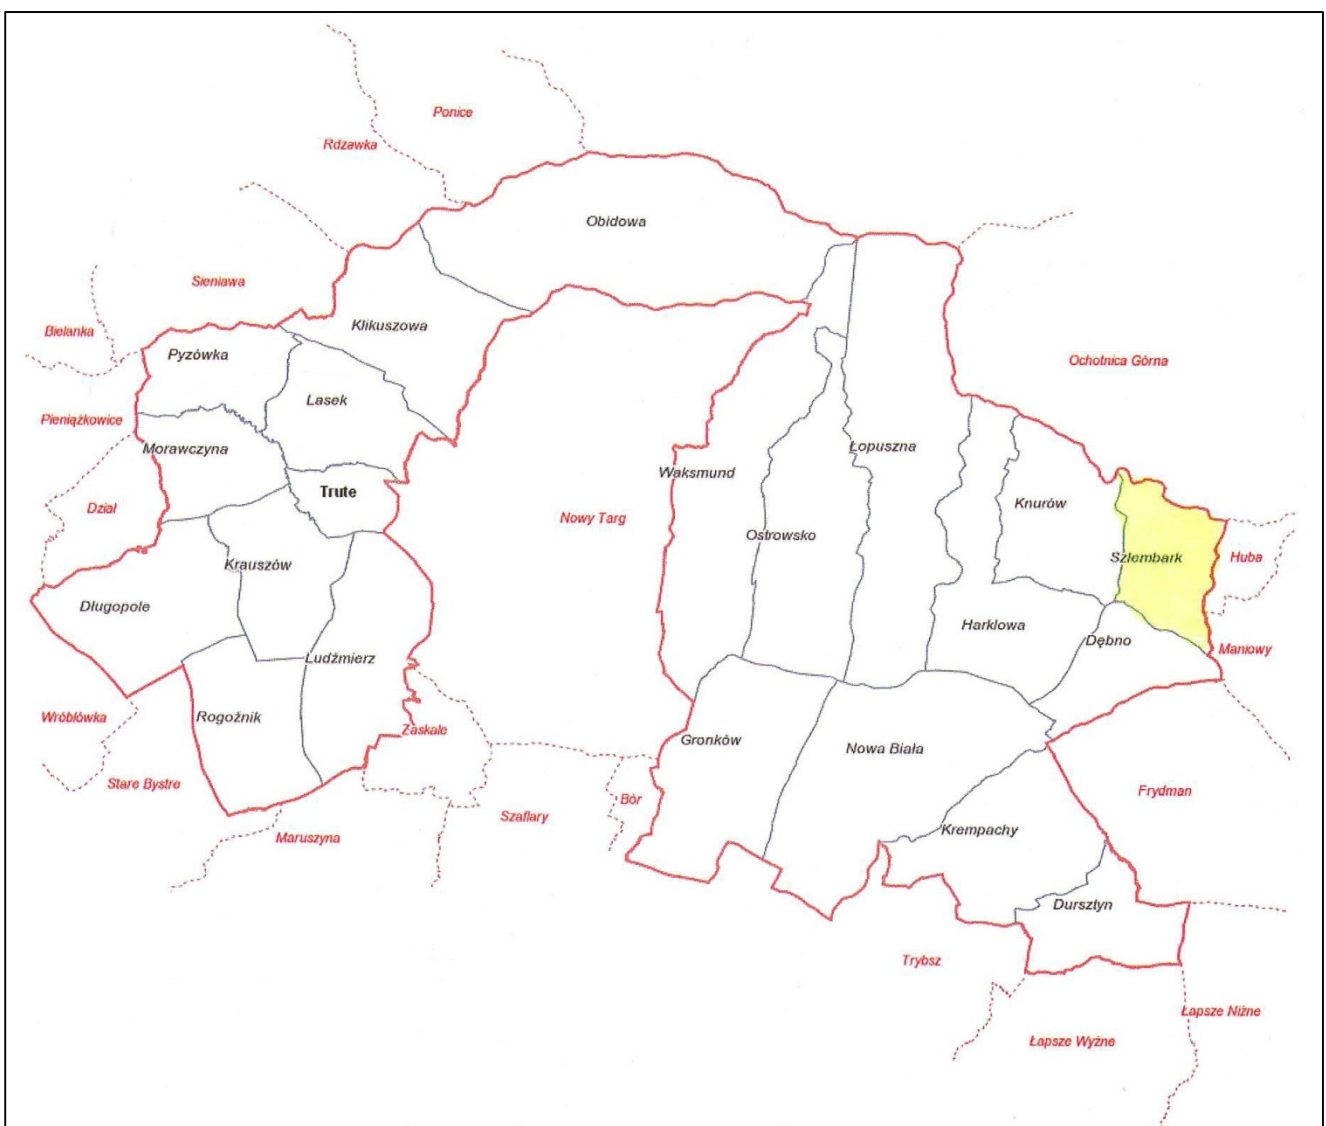 Ponice
Rdzawka
Obidowa
Sieniawa
Klikuszowa
Bielanka
Pyzówka
Ochotnica Górna
Lasek
Pieniążkowice
Morawczyna
Łopuszna
Waksmund
Trute
Knurów
Dział
Nowy Targ
Ostrowsko
Szlembark
Huba
Krauszów
Długopole
Harklowa
Dębno
Maniowy
Ludźmierz
Wróblówka
Rogoźnik
Zaskale
Gronków
Nowa Biała
Stare Bystre
Frydman
Bór
Szaflary
Maruszyna
Krempachy
Dursztyn
Trybsz
Łapsze Niżne
Łapsze Wyżne